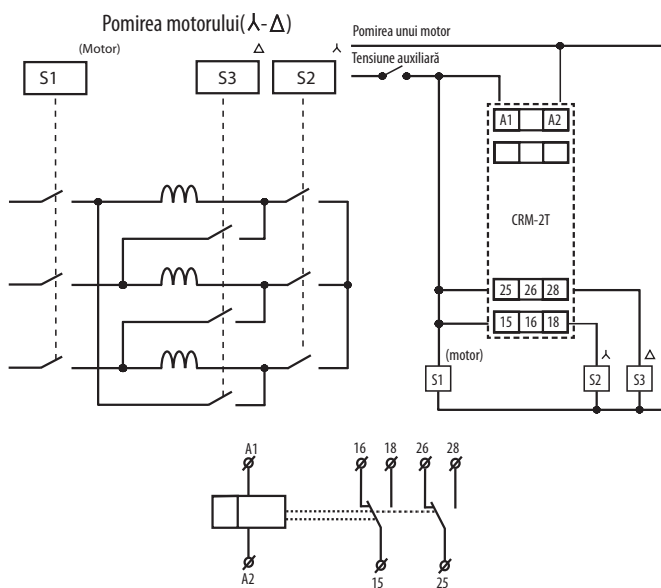 Pomirea motorului(⅄-Δ)
(Motor)
S1
Δ
S3
⅄
S2
Pomirea unui motor
Tensiune auxiliară
A1
A2
CRM-2T
25 26 28
15 16 18
(motor)
S1
⅄
S2
Δ
S3
A1
A2
16 18 26 28
15 25